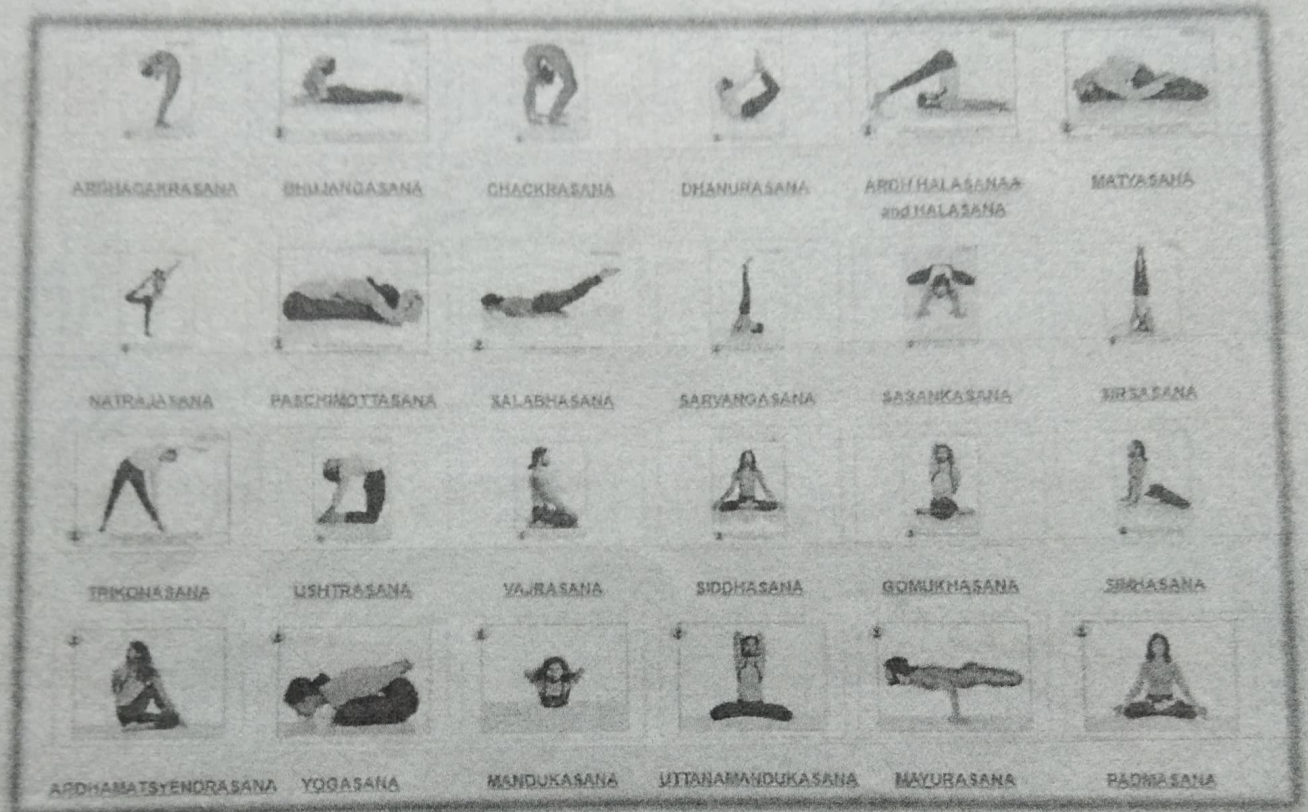 ARDHACAKRASANA BHUJANGASANA CHACKRASANA DHANURASANA ARDH HALASANAA MATYASANA
and HALASANA
NATRAJASANA PASCHIMOTTASANA SALABHASANA SARVANGASANA SASANKASANA SIRSASANA
TRIKONASANA USHTRASANA VAJRASANA SIDDHASANA GOMUKHASANA SIMHASANA
ARDHAMATSYENDRASANA YOGASANA MANDUKASANA UTTANAMANDUKASANA MAYURASANA PADMASANA